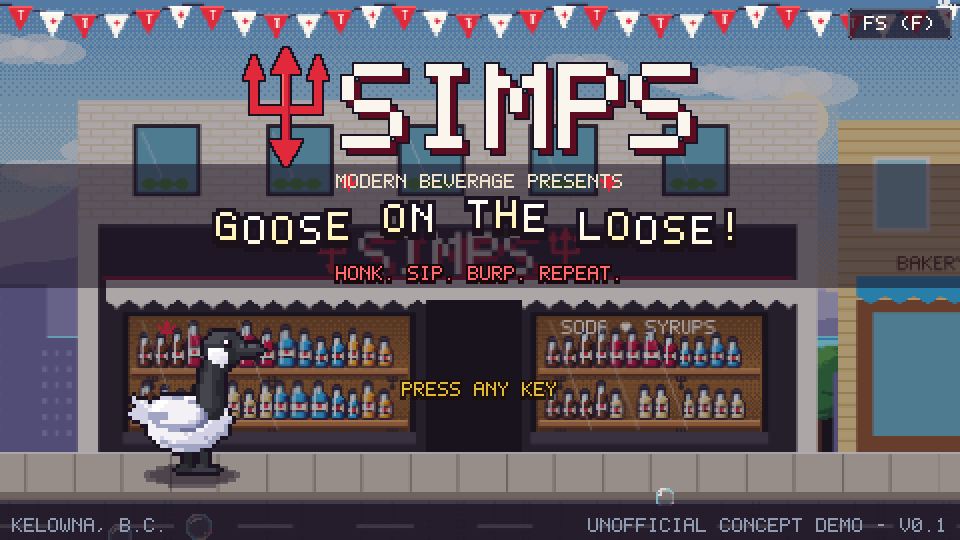 FS (F)
SIMPS
MODERN BEVERAGE PRESENTS
GOOSE ON THE LOOSE!
SIMPS
HONK. SIP. BURP. REPEAT.
BAKERY
SODA ♥ SYRUPS
PRESS ANY KEY
KELOWNA, B.C.
UNOFFICIAL CONCEPT DEMO - V0.1